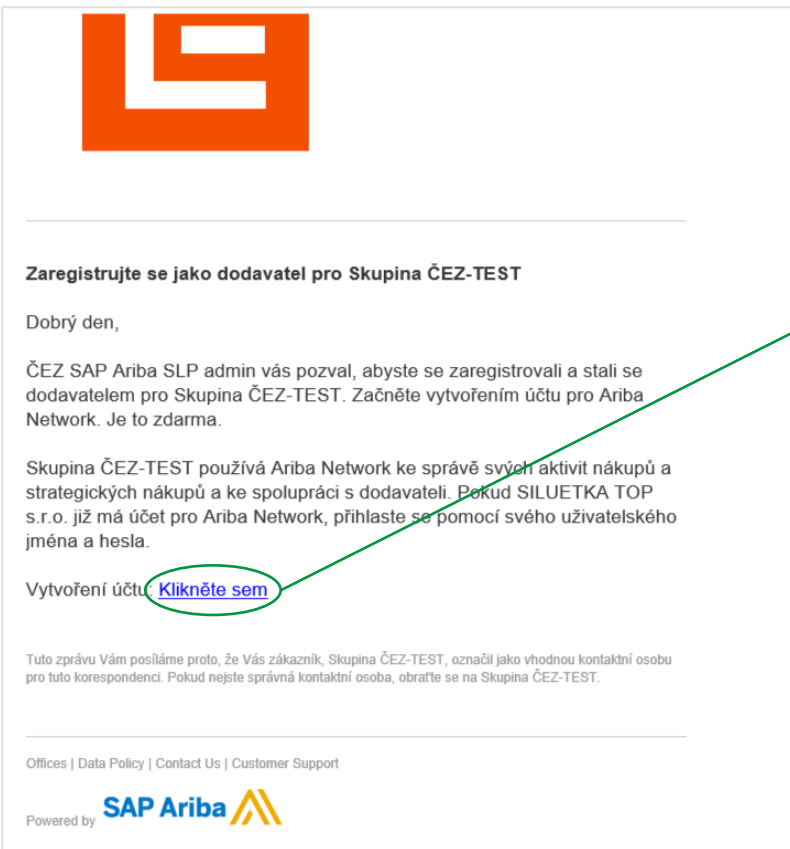 Zaregistrujte se jako dodavatel pro Skupina ČEZ-TEST
Dobrý den,
ČEZ SAP Ariba SLP admin vás pozval, abyste se zaregistrovali a stali se
dodavatelem pro Skupina ČEZ-TEST. Začněte vytvořením účtu pro Ariba
Network. Je to zdarma.
Skupina ČEZ-TEST používá Ariba Network ke správě svých aktivit nákupů a
strategických nákupů a ke spolupráci s dodavateli. Pokud SILUETKA TOP
s.r.o. již má účet pro Ariba Network, přihlaste se pomocí svého uživatelského
jména a hesla.
Vytvoření účtu: Klikněte sem
Tuto zprávu Vám posíláme proto, že Vás zákazník, Skupina ČEZ-TEST, označil jako vhodnou kontaktní osobu
pro tuto korespondenci. Pokud nejste správná kontaktní osoba, obraťte se na Skupina ČEZ-TEST.
Offices | Data Policy | Contact Us | Customer Support
Powered by SAP Ariba